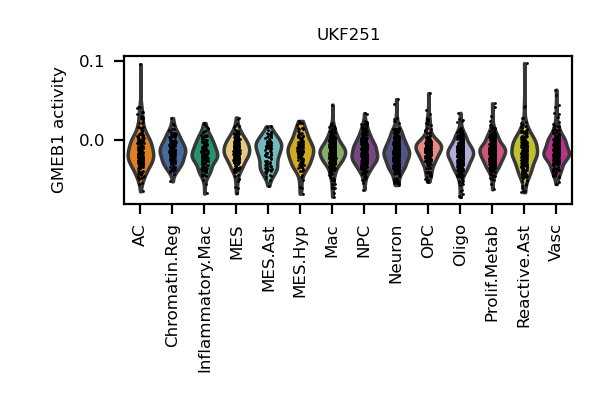 UKF251
GMEB1 activity
0.1
0.0
AC
Chromatin.Reg
Inflammatory.Mac
MES
MES.Ast
MES.Hyp
Mac
NPC
Neuron
OPC
Oligo
Prolif.Metab
Reactive.Ast
Vasc